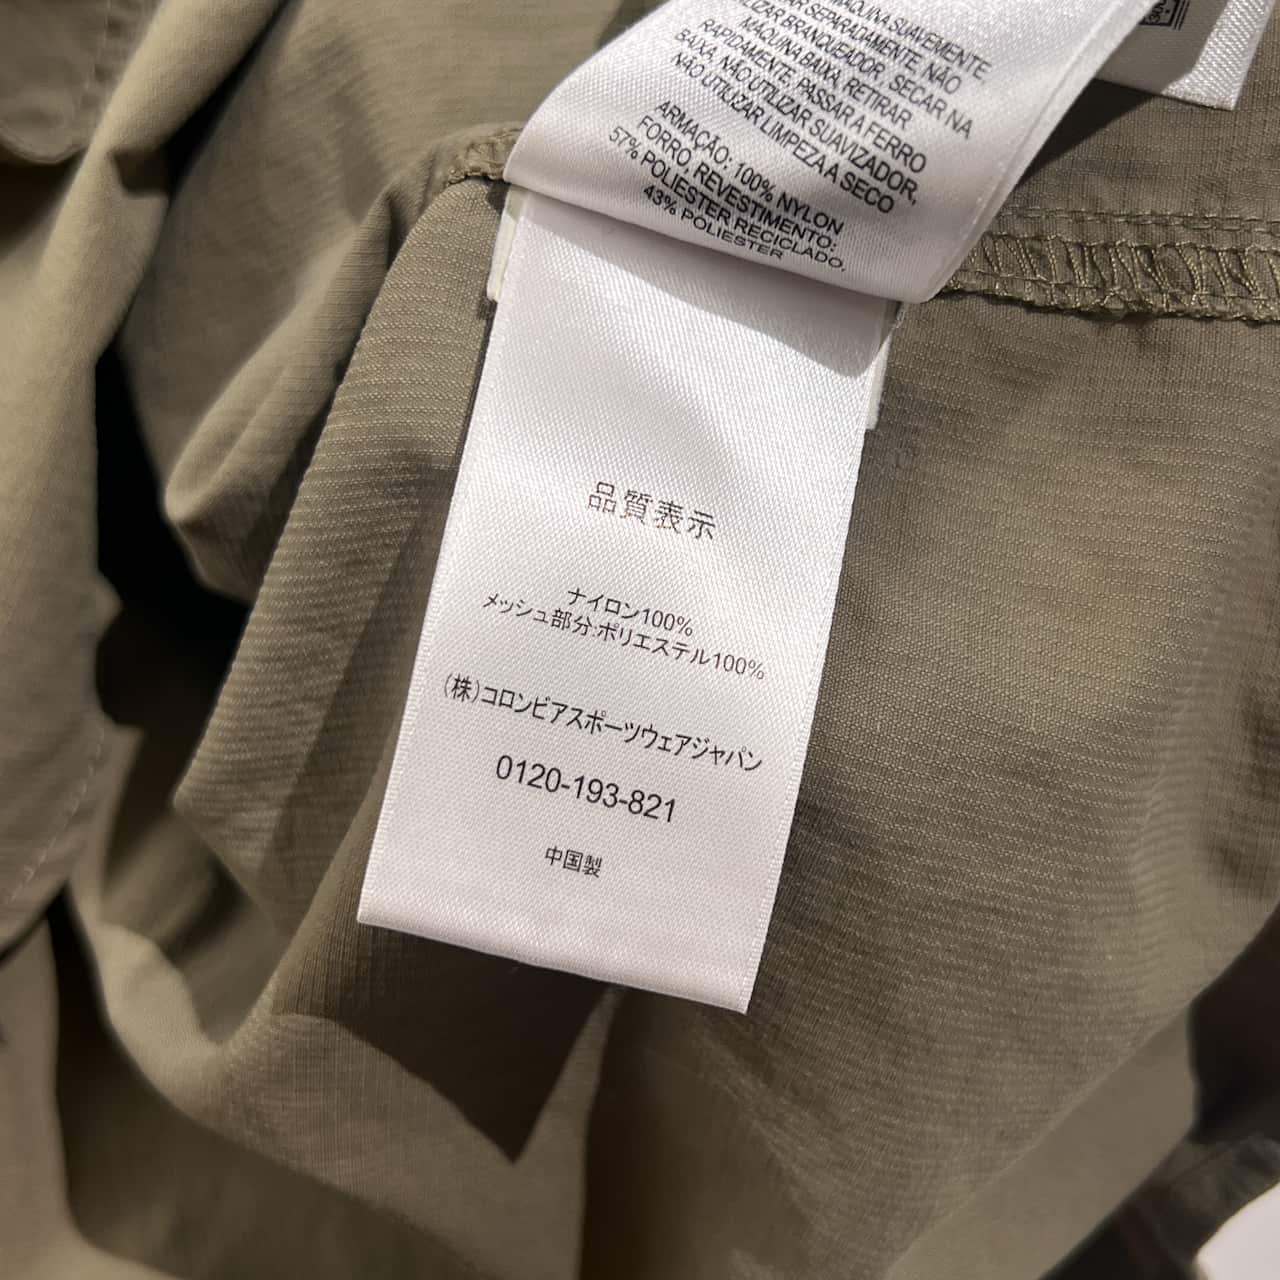 MÁQUINA SUAVEMENTE.
SEPARADAMENTE, NÃO
BRANQUEADOR, SECAR NA
MÁQUINA BAIXA, RETIRAR
RAPIDAMENTE, PASSAR A FERRO
BAIXA, NÃO UTILIZAR SUAVIZADOR,
NÃO UTILIZAR LIMPEZA A SECO
ARMAÇÃO: 100% NYLON
FORRO, REVESTIMENTO:
57% POLIESTER RECICLADO,
43% POLIESTER
品質表示
ナイロン100%
メッシュ部分:ポリエステル100%
(株)コロンビアスポーツウェアジャパン
0120-193-821
中国製